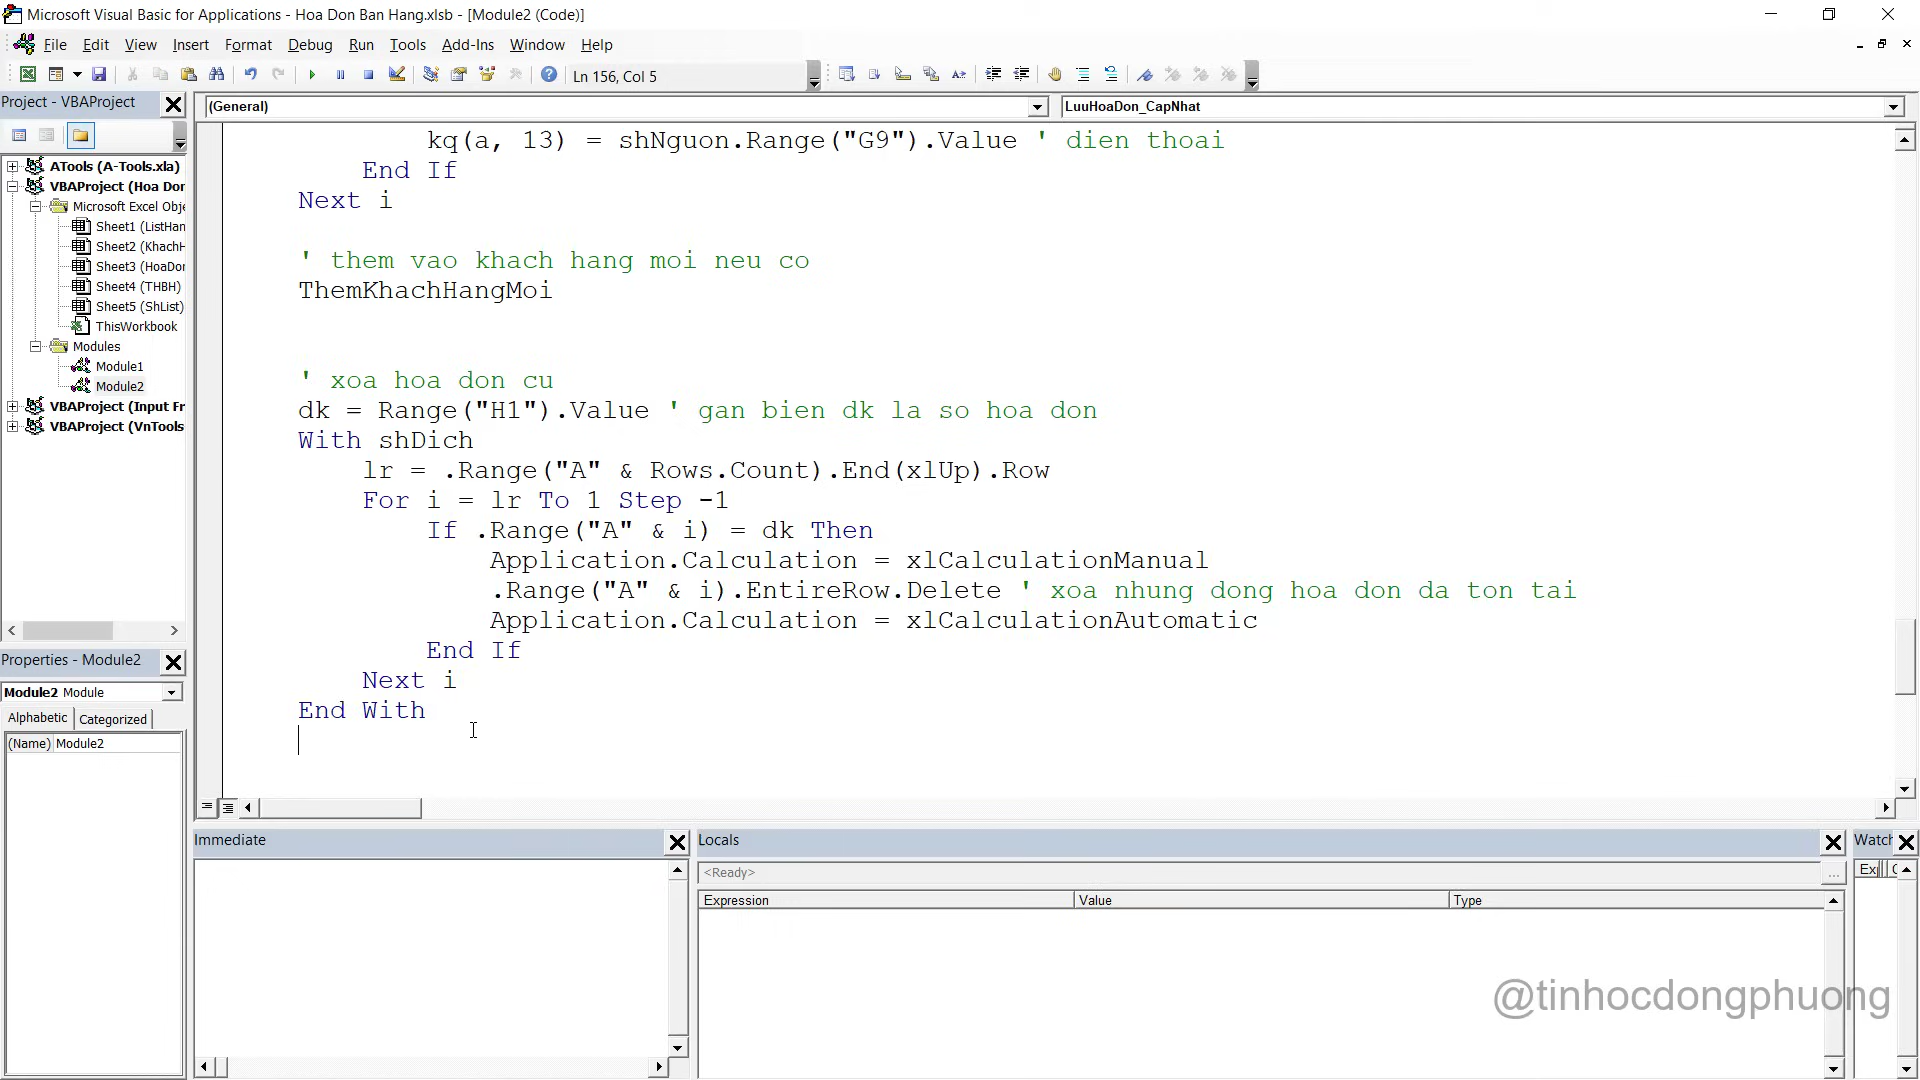 Microsoft Visual Basic for Applications - Hoa Don Ban Hang.xlsb - [Module2 (Code)]
File Edit View Insert Format Debug Run Tools Add-Ins Window Help
Ln 156, Col 5
Project - VBAProject
(General)
LuuHoaDon_CapNhat
ATools (A-Tools.xla)
VBAProject (Hoa Don
Microsoft Excel Obje
Sheet1 (ListHan
Sheet2 (KhachH
Sheet3 (HoaDon
Sheet4 (THBH)
Sheet5 (ShList)
ThisWorkbook
Modules
Module1
Module2
VBAProject (Input Fr
VBAProject (VnTools
kq(a, 13) = shNguon.Range("G9").Value ' dien thoai
End If
Next i
' them vao khach hang moi neu co
ThemKhachHangMoi
' xoa hoa don cu
dk = Range("H1").Value ' gan bien dk la so hoa don
With shDich
lr = .Range("A" & Rows.Count).End(xlUp).Row
For i = lr To 1 Step -1
If .Range("A" & i) = dk Then
Application.Calculation = xlCalculationManual
.Range("A" & i).EntireRow.Delete ' xoa nhung dong hoa don da ton tai
Application.Calculation = xlCalculationAutomatic
End If
Next i
End With
Properties - Module2
Module2 Module
Alphabetic Categorized
(Name) Module2
Immediate
Locals
<Ready>
Expression Value Type
Watch
Ex
@tinhocdongphuong